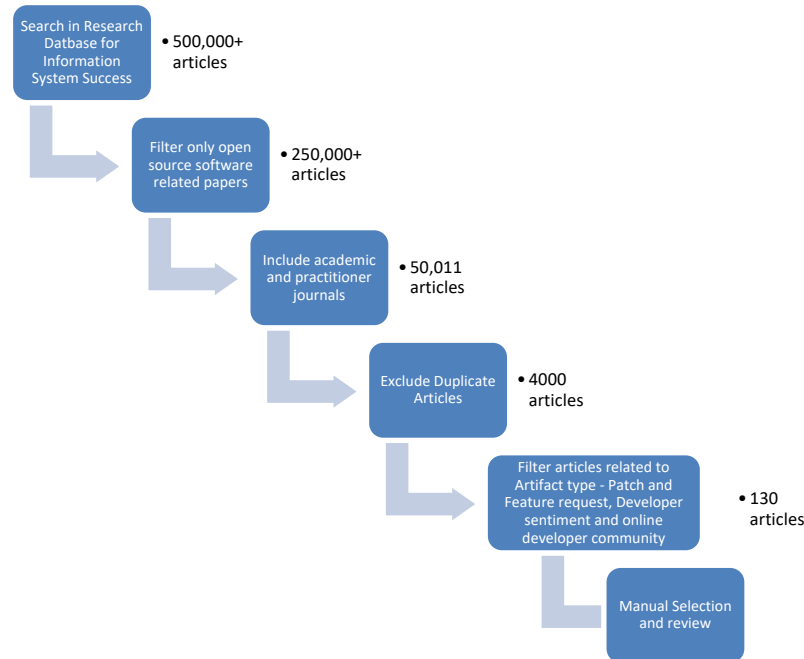 Search in Research
Datbase for
Information
System Success
• 500,000+
articles
Filter only open
source software
related papers
• 250,000+
articles
Include academic
and practitioner
journals
• 50,011
articles
Exclude Duplicate
Articles
• 4000
articles
Filter articles related to
Artifact type - Patch and
Feature request, Developer
sentiment and online
developer community
• 130
articles
Manual Selection
and review